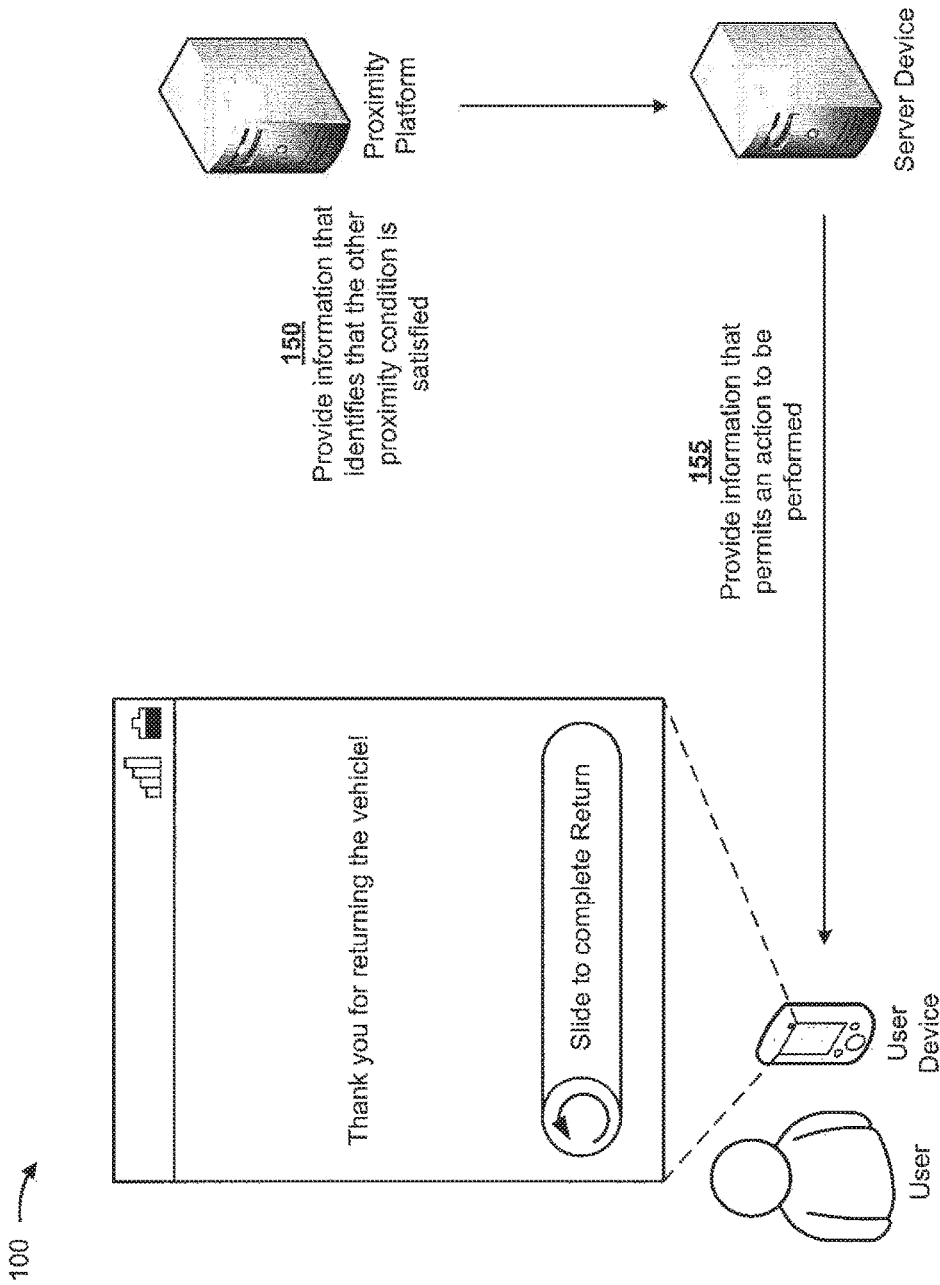 100
Thank you for returning the vehicle!
Slide to complete Return
User
User
Device
150
Provide information that
identifies that the other
proximity condition is
satisfied
Proximity
Platform
155
Provide information that
permits an action to be
performed
Server Device